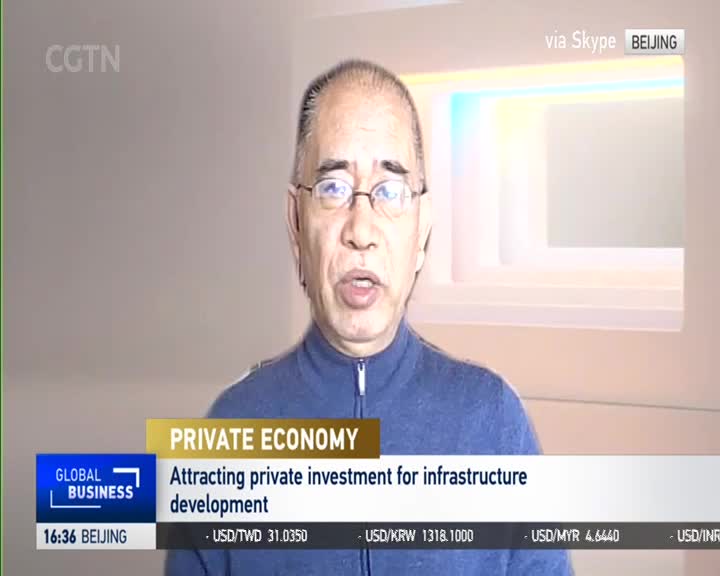 CGTN
via Skype BEIJING
PRIVATE ECONOMY
GLOBAL BUSINESS
Attracting private investment for infrastructure
development
16:36 BEIJING
· USD/TWD 31.0350 · USD/KRW 1318.1000 · USD/MYR 4.6440 · USD/INR